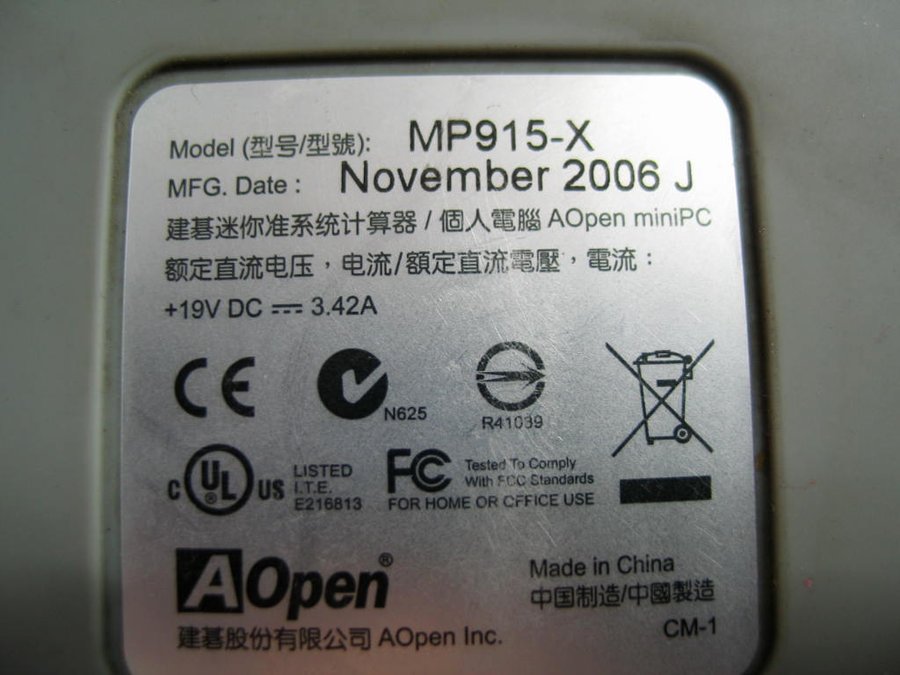 Model (型号/型號): MP915-X
MFG. Date : November 2006 J
建碁迷你准系统计算器 / 個人電腦 AOpen miniPC
额定直流电压，电流/額定直流電壓，電流：
+19V DC ⎓ 3.42A
CE
N625
R41039
c UL US LISTED
I.T.E.
E216813
FC Tested To Comply
With FCC Standards
FOR HOME OR OFFICE USE
AOpen®
建碁股份有限公司 AOpen Inc.
Made in China
中国制造/中國製造
CM-1